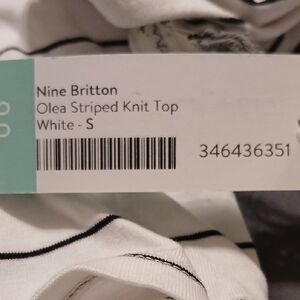 Nine Britton
Olea Striped Knit Top
White - S
346436351